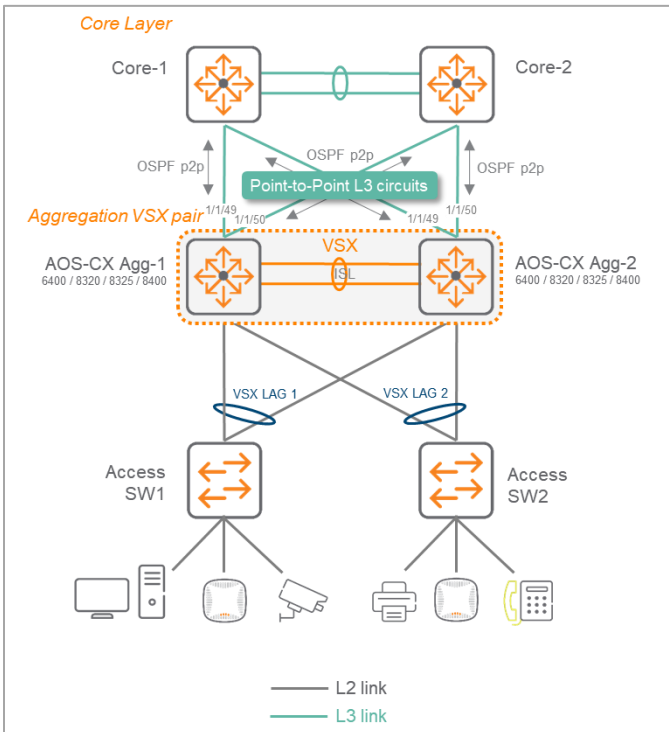 Core Layer
Core-1
Core-2
OSPF p2p
OSPF p2p
OSPF p2p
Point-to-Point L3 circuits
1/1/49
1/1/50
1/1/49
1/1/50
Aggregation VSX pair
VSX
AOS-CX Agg-1
6400 / 8320 / 8325 / 8400
ISL
AOS-CX Agg-2
6400 / 8320 / 8325 / 8400
VSX LAG 1
VSX LAG 2
Access
SW1
Access
SW2
L2 link
L3 link